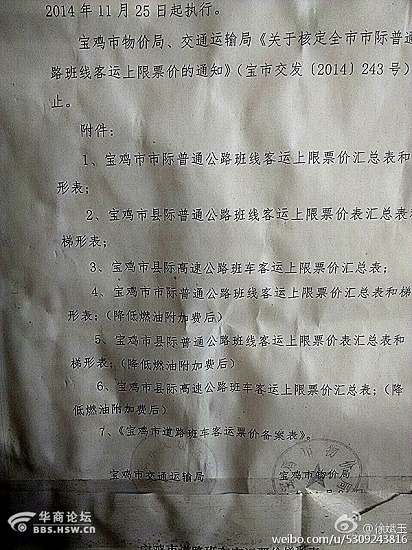 2014年11月25日起执行。
宝鸡市物价局、交通运输局《关于核定全市市际普通
路班线客运上限票价的通知》(宝市交发〔2014〕243号)
止。
附件:
1、宝鸡市市际普通公路班线客运上限票价汇总表和
形表;
2、宝鸡市县际普通公路班线客运上限票价表汇总表和
梯形表;
3、宝鸡市县际高速公路班车客运上限票价汇总表;
4、宝鸡市市际普通公路班线客运上限票价汇总表和梯
形表;(降低燃油附加费后)
5、宝鸡市县际普通公路班线客运上限票价表汇总表和
梯形表;(降低燃油附加费后)
6、宝鸡市县际高速公路班车客运上限票价汇总表;(降
低燃油附加费后)
7、《宝鸡市道路班车客运票价备案表》。
宝鸡市交通运输局 宝鸡市物价局
华商论坛
BBS.HSW.CN
@徐斌玉
weibo.com/u/5309243816